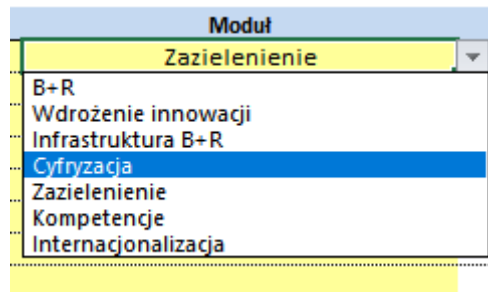 Moduł
Zazielenienie
B+R
Wdrożenie innowacji
Infrastruktura B+R
Cyfryzacja
Zazielenienie
Kompetencje
Internacjonalizacja